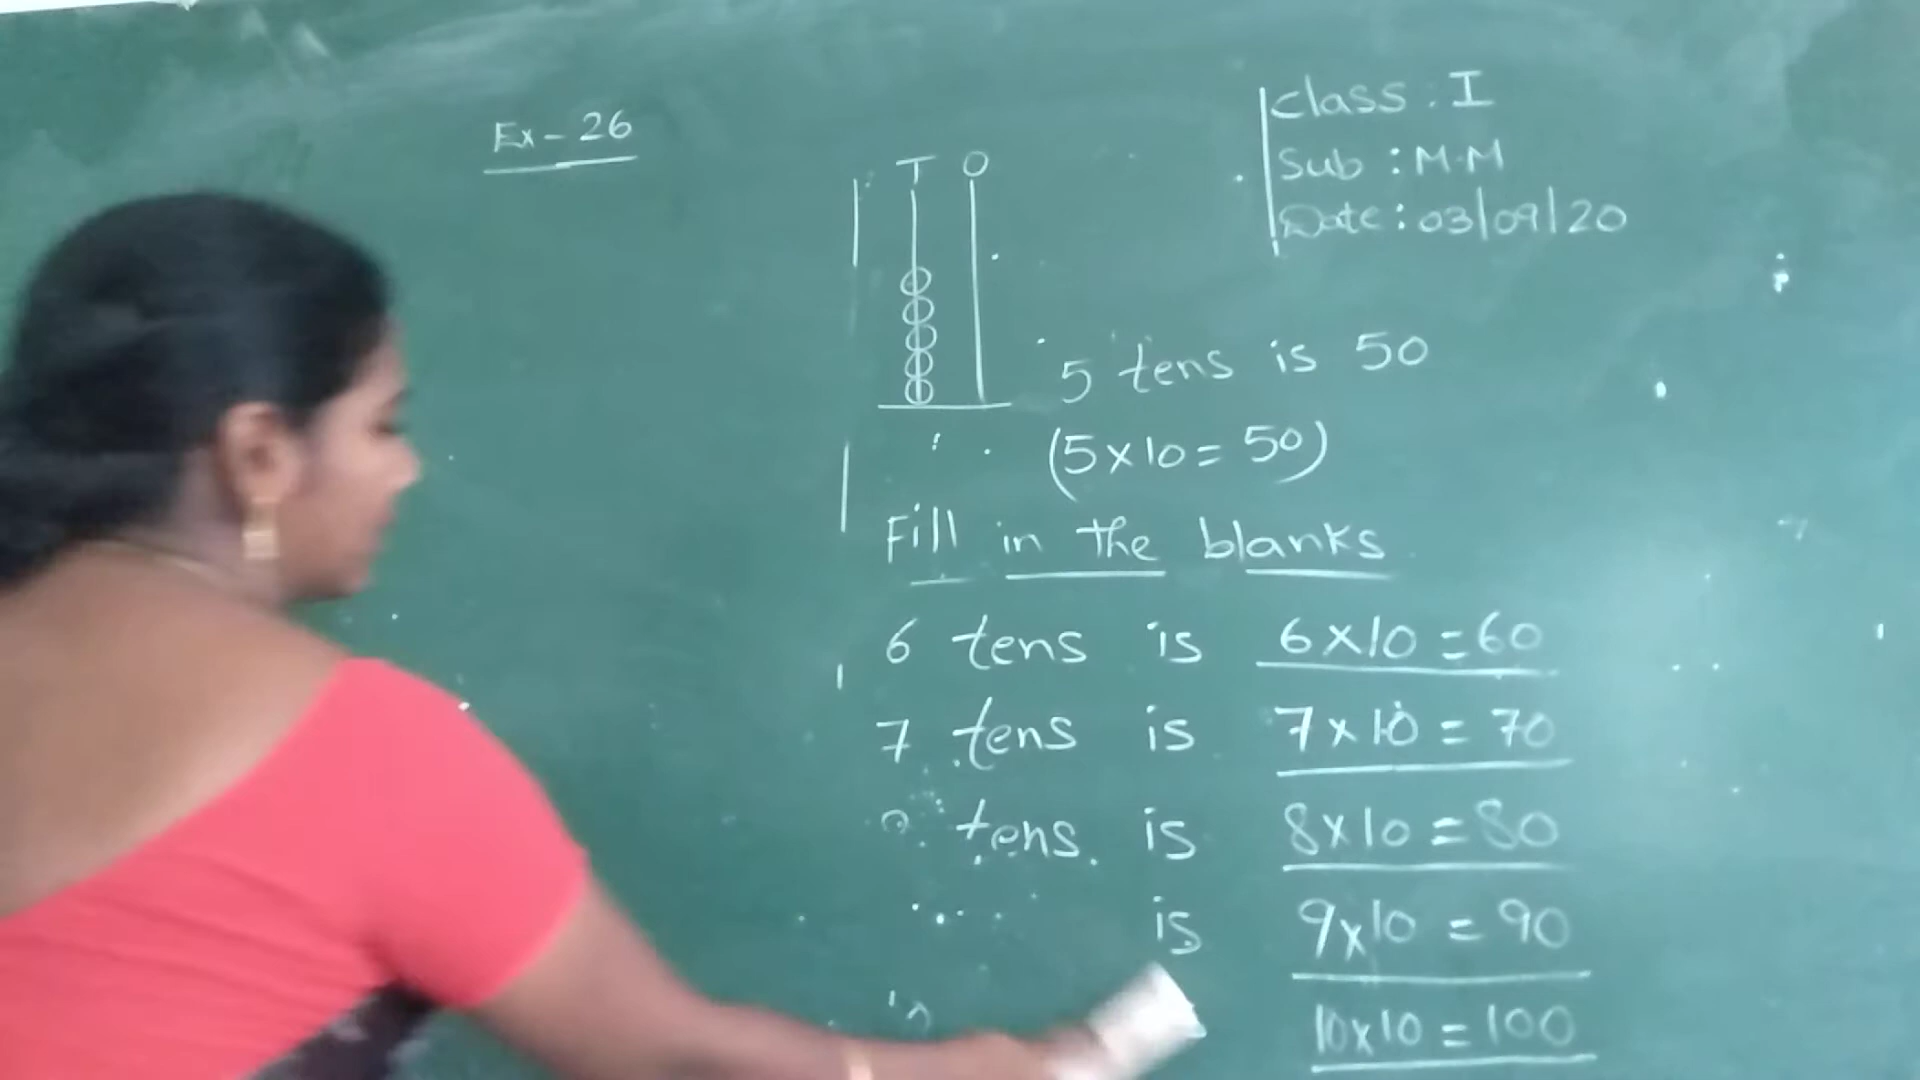 Ex - 26
Class : I
Sub : M.M
Date : 03/09/20
T O
5 tens is 50
(5x10 = 50)
Fill in the blanks
6 tens is 6x10 = 60
7 tens is 7x10 = 70
tens is 8x10 = 80
is 9x10 = 90
10x10 = 100